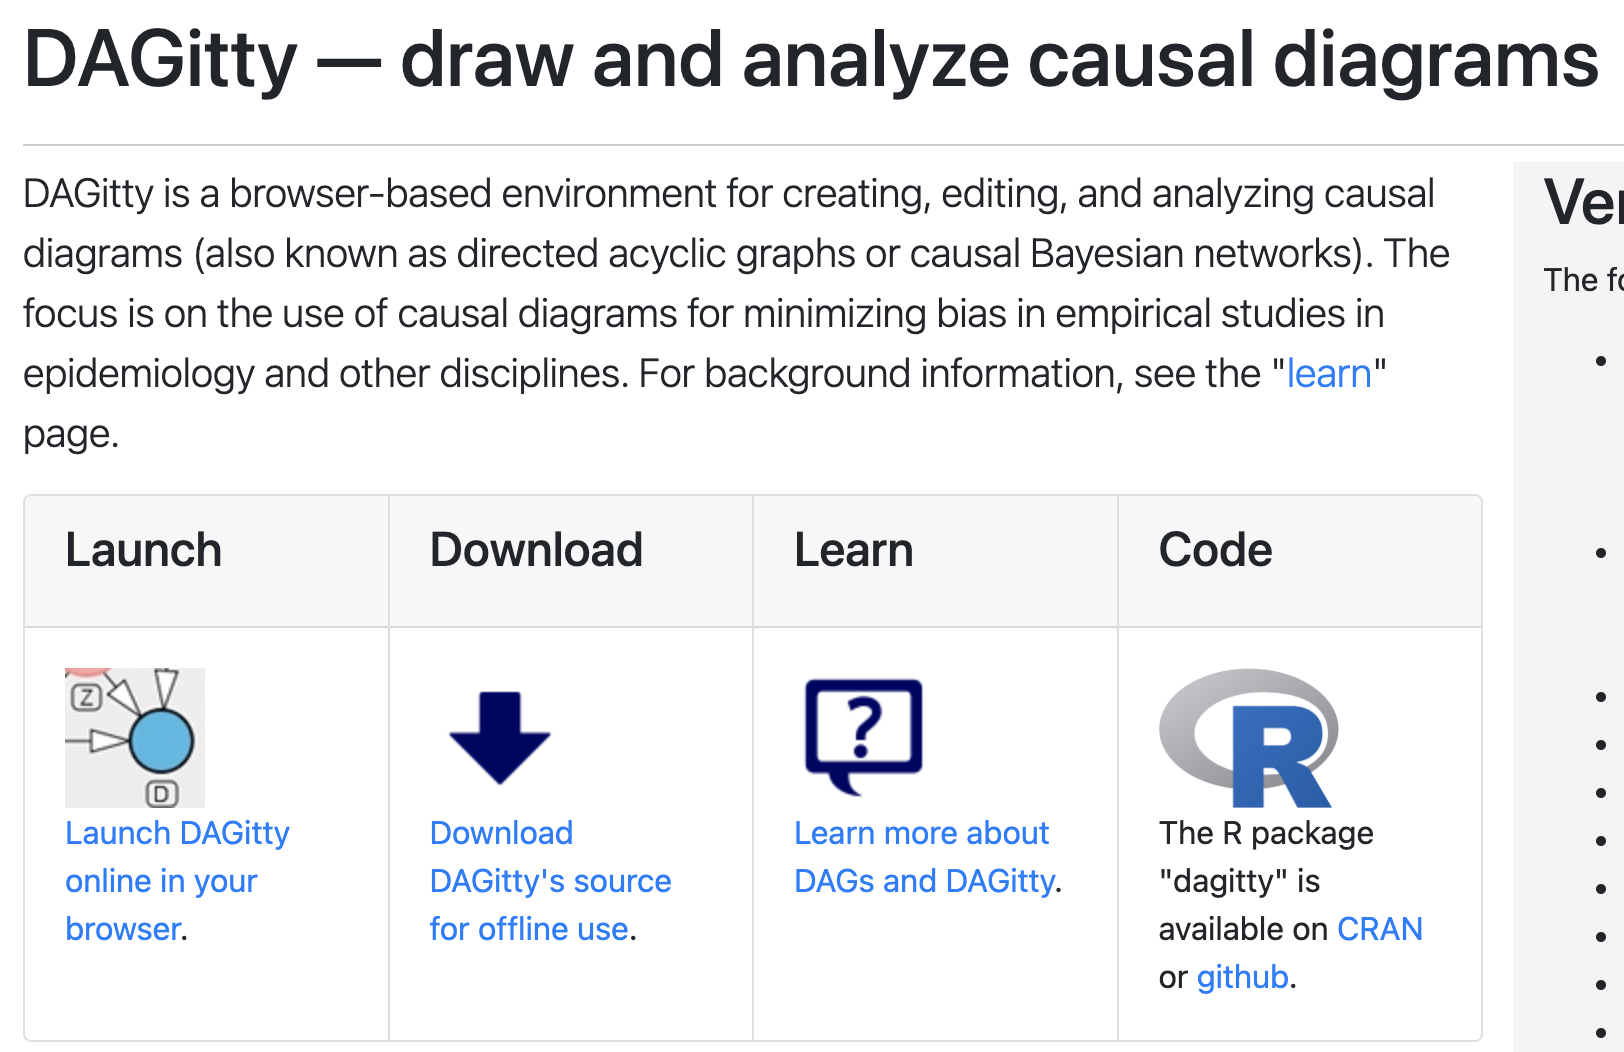 DAGitty — draw and analyze causal diagrams
DAGitty is a browser-based environment for creating, editing, and analyzing causal
diagrams (also known as directed acyclic graphs or causal Bayesian networks). The
focus is on the use of causal diagrams for minimizing bias in empirical studies in
epidemiology and other disciplines. For background information, see the "learn"
page.
Launch
Download
Learn
Code
Z
D
Launch DAGitty
online in your
browser.
Download
DAGitty's source
for offline use.
?
Learn more about
DAGs and DAGitty.
R
The R package
"dagitty" is
available on CRAN
or github.
The